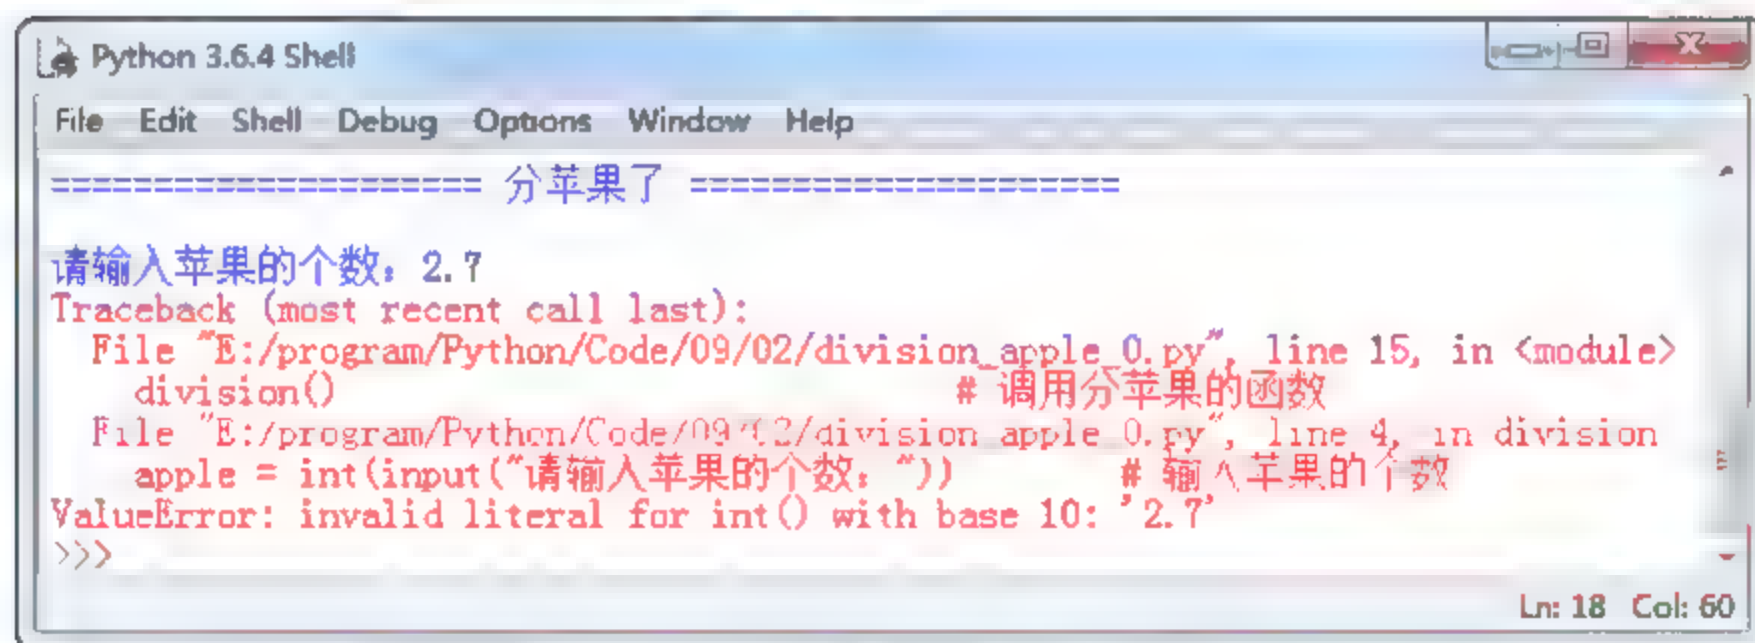 Python 3.6.4 Shell
File Edit Shell Debug Options Window Help
===================== 分苹果了 =====================
请输入苹果的个数：2.7
Traceback (most recent call last):
  File "E:/program/Python/Code/09/02/division_apple_0.py", line 15, in <module>
    division()                              # 调用分苹果的函数
  File "E:/program/Python/Code/09/02/division_apple_0.py", line 4, in division
    apple = int(input("请输入苹果的个数："))        # 输入苹果的个数
ValueError: invalid literal for int() with base 10: '2.7'
>>>
Ln: 18 Col: 60